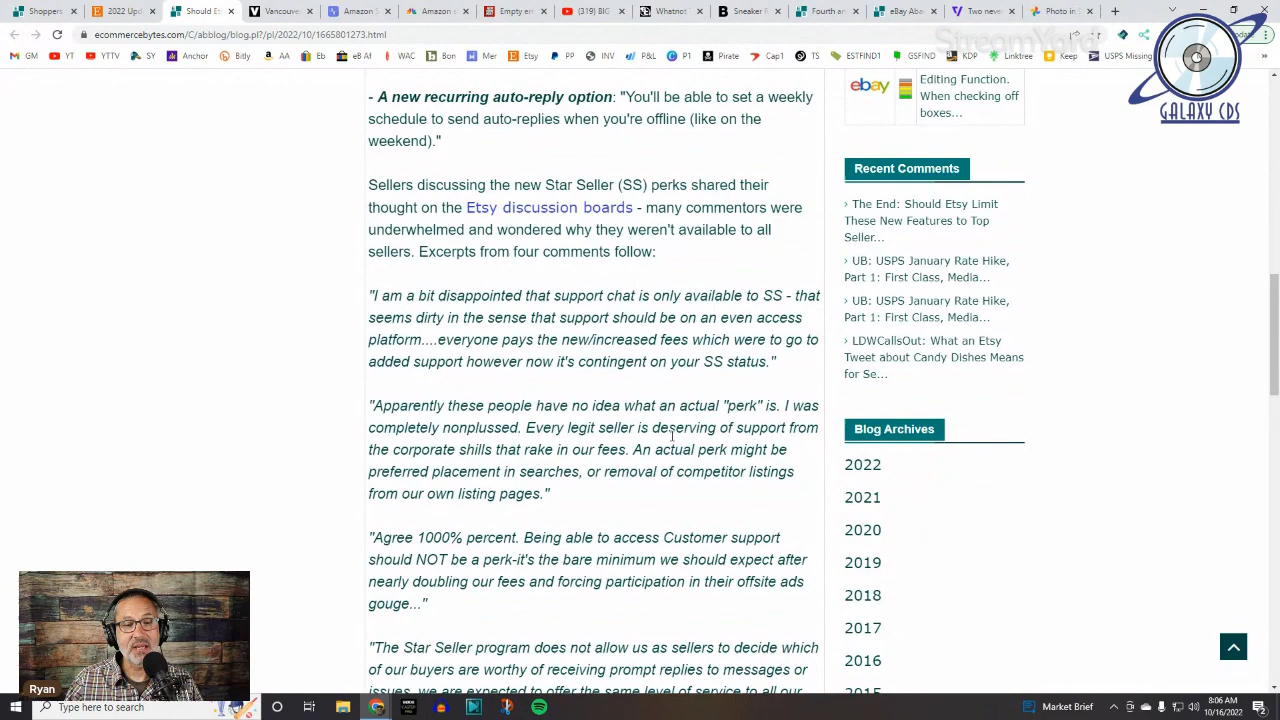 Shoppers
2022 Upd
Should Es
Vancouve
Amazon s
Amazon s
Empty en
Amazon
Fourth o
eBay Abu
Amazon
Photo in
ecommercebytes.com/C/abblog/blog.pl?/pl/2022/10/1665801273.html
StreamYard
GM
YT
YTTV
SY
Anchor
Eb
eB Af
WAC
bon
Mer
Etsy
PP
INV
P&L
P1
Pirate
Cap1
TS
ESTFIND1
GSFIND
KDP
Linktree
Keep
USPS Missing
GALAXY CDS
- A new recurring auto-reply option: "You'll be able to set a weekly
schedule to send auto-replies when you're offline (like on the
weekend)."
Sellers discussing the new Star Seller (SS) perks shared their
thought on the Etsy discussion boards - many commentors were
underwhelmed and wondered why they weren't available to all
sellers. Excerpts from four comments follow:
"I am a bit disappointed that support chat is only available to SS - that
seems dirty in the sense that support should be on an even access
platform....everyone pays the new/increased fees which were to go to
added support however now it's contingent on your SS status."
"Apparently these people have no idea what an actual "perk" is. I was
completely nonplussed. Every legit seller is deserving of support from
the corporate shills that rake in our fees. An actual perk might be
preferred placement in searches, or removal of competitor listings
from our own listing pages."
"Agree 1000% percent. Being able to access Customer support
should NOT be a perk-it's the bare minimum we should expect after
nearly doubling our fees and forcing participation in their offsite ads
gouge..."
"The Star Seller program does not allow us as sellers to decide which
of our buyers are worthy of receiving prompt replies to messages or
issues, we are expected to offer the same level of service to all our
ebay
Editing Function.
When checking off
boxes...
Recent Comments
› The End: Should Etsy Limit
These New Features to Top
Seller...
› UB: USPS January Rate Hike,
Part 1: First Class, Media...
› UB: USPS January Rate Hike,
Part 1: First Class, Media...
› LDWCallsOut: What an Etsy
Tweet about Candy Dishes Means
for Se...
Blog Archives
2022
2021
2020
2019
2018
2017
2016
2015
Ryan
Type here to search
Market Brief
8:06 AM
10/16/2022